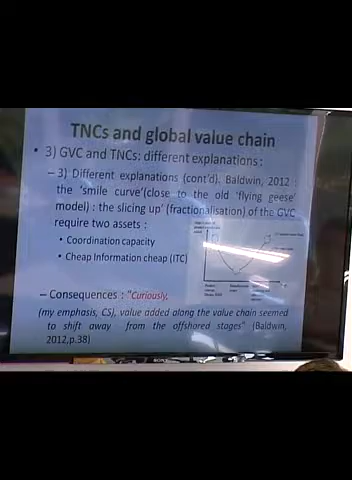 TNCs and global value chain
• 3) GVC and TNCs: different explanations :
– 3) Different explanations (cont'd). Baldwin, 2012 :
the 'smile curve'(close to the old 'flying geese'
model) : the slicing up' (fractionalisation) of the GVC
require two assets :
• Coordination capacity
• Cheap Information cheap (ITC)
– Consequences : "Curiously,
(my emphasis, CS), value added along the value chain seemed
to shift away from the offshored stages" (Baldwin,
2012,p.38)